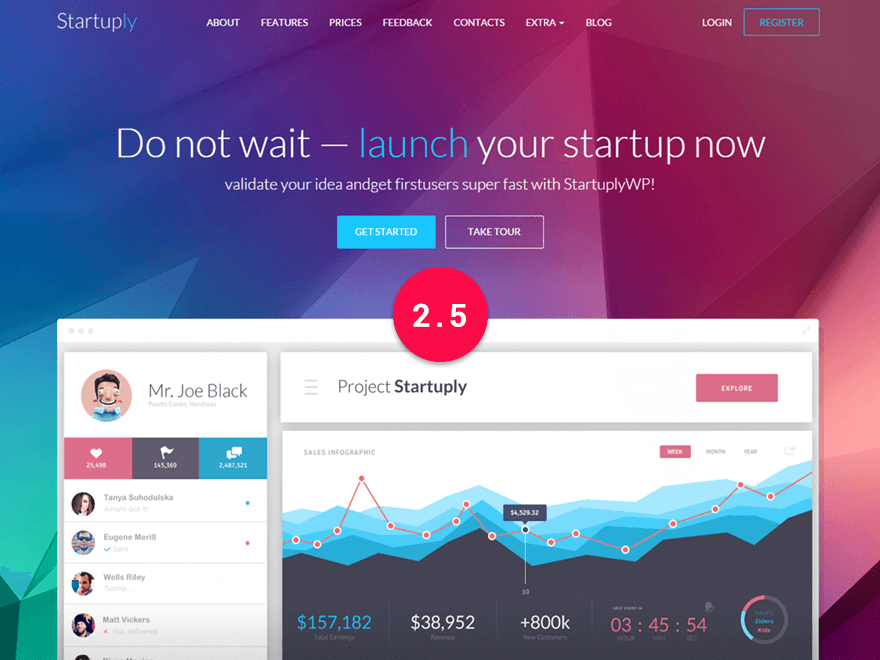 Startuply
ABOUT FEATURES PRICES FEEDBACK CONTACTS EXTRA BLOG LOGIN REGISTER
Do not wait — launch your startup now
validate your idea andget firstusers super fast with StartuplyWP!
GET STARTED TAKE TOUR
2.5
Mr. Joe Black
Puerto Cortes, Honduras
25,498 145,369 2,487,521
Tanya Suhodolska
Alright got it!
Eugene Merill
Sent
Wells Riley
Typing...
Matt Vickers
Not delivered
Project Startuply
EXPLORE
SALES INFOGRAPHIC
WEEK MONTH YEAR
$4,529.32
10
$157,182
Total Earnings
$38,952
Revenue
+800k
New Customers
NEXT EVENT IN
03 : 45 : 54
HOUR MIN SEC
Adults
Elders
Kids